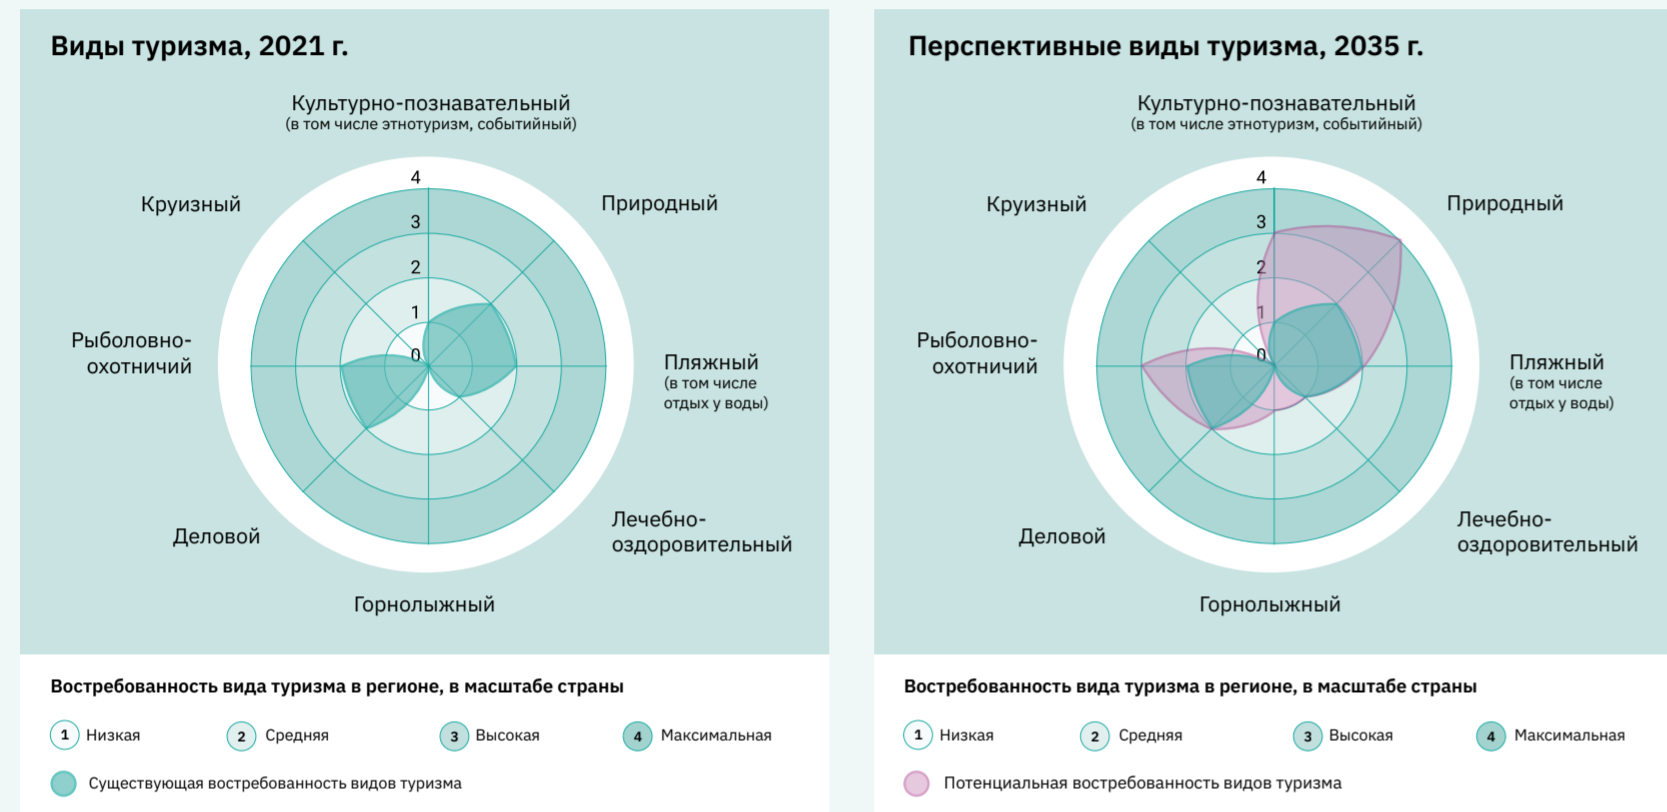 Виды туризма, 2021 г.
Культурно-познавательный
(в том числе этнотуризм, событийный)
Круизный
Природный
4
3
2
1
0
Рыболовно-
охотничий
Пляжный
(в том числе
отдых у воды)
Деловой
Лечебно-
оздоровительный
Горнолыжный
Востребованность вида туризма в регионе, в масштабе страны
1 Низкая
2 Средняя
3 Высокая
4 Максимальная
Существующая востребованность видов туризма
Перспективные виды туризма, 2035 г.
Культурно-познавательный
(в том числе этнотуризм, событийный)
Круизный
Природный
4
3
2
1
0
Рыболовно-
охотничий
Пляжный
(в том числе
отдых у воды)
Деловой
Лечебно-
оздоровительный
Горнолыжный
Востребованность вида туризма в регионе, в масштабе страны
1 Низкая
2 Средняя
3 Высокая
4 Максимальная
Потенциальная востребованность видов туризма